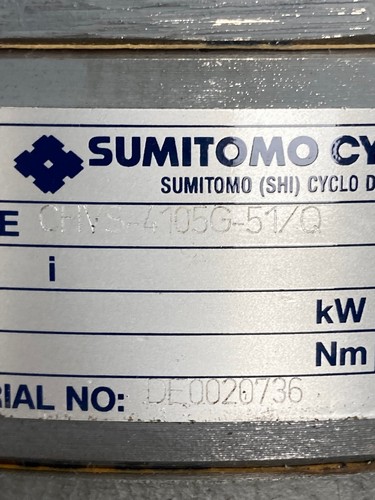 SUMITOMO CY
SUMITOMO (SHI) CYCLO D
E CHVS-4105G-51/Q
i
kW
Nm
RIAL NO: DE0020736